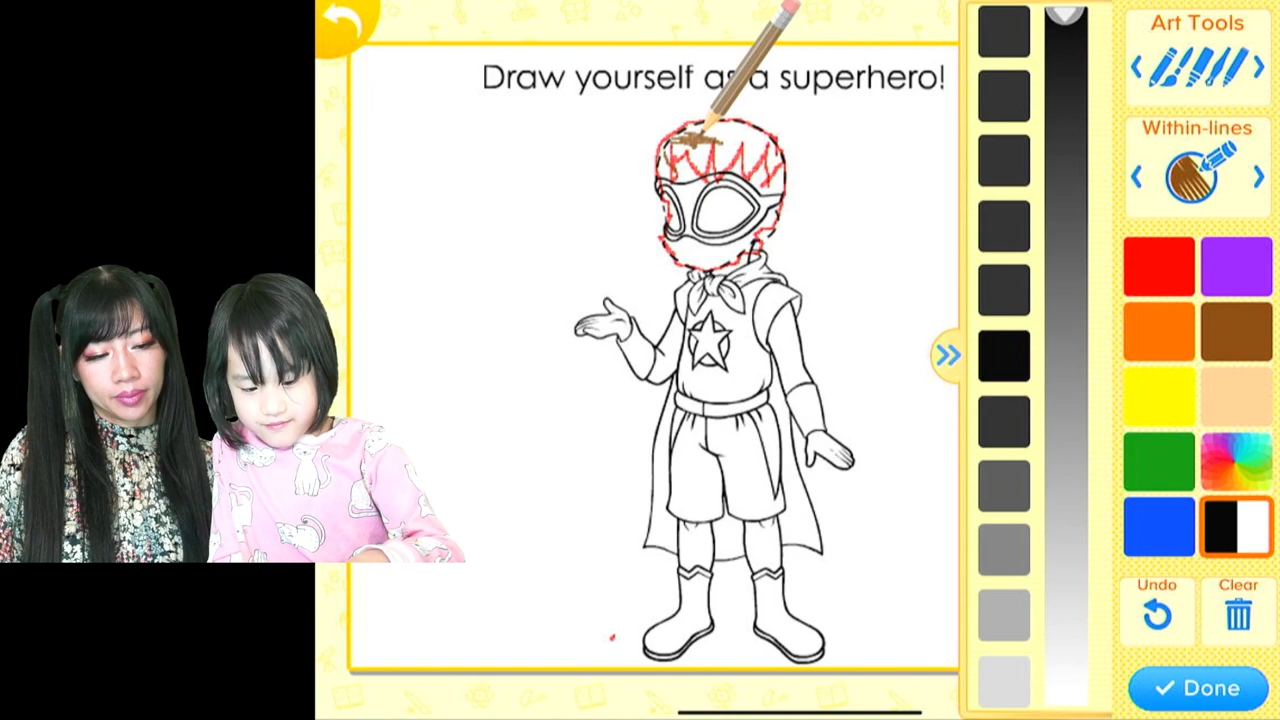 Draw yourself as a superhero!
Art Tools
Within-lines
Undo
Clear
Done